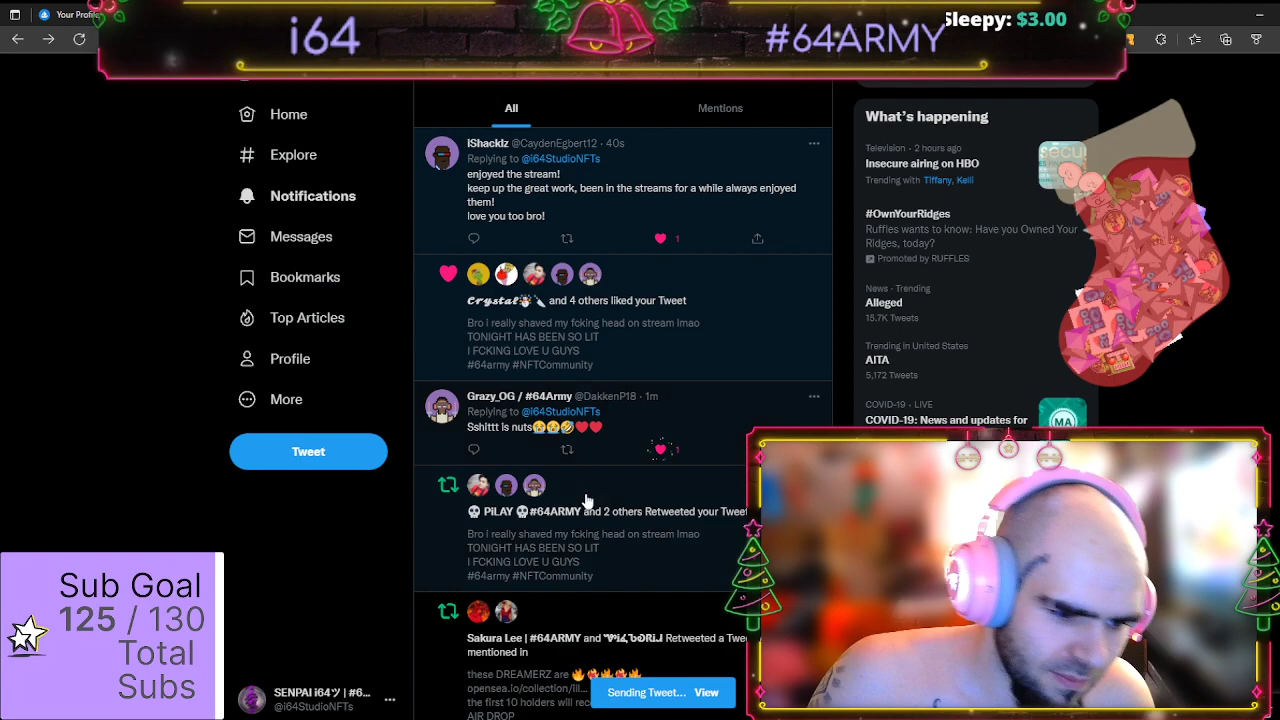 Your Profile
i64
#64ARMY
Sleepy: $3.00
Home
Explore
Notifications
Messages
Bookmarks
Top Articles
Profile
More
Tweet
All
Mentions
iShacklz @CaydenEgbert12 · 40s
Replying to @i64StudioNFTs
enjoyed the stream!
keep up the great work, been in the streams for a while always enjoyed
them!
love you too bro!
1
𝓒𝓻𝔂𝓼𝓽𝓪𝓵 and 4 others liked your Tweet
Bro i really shaved my fcking head on stream lmao
TONIGHT HAS BEEN SO LIT
I FCKING LOVE U GUYS
#64army #NFTCommunity
Grazy_OG / #64Army @DakkenP18 · 1m
Replying to @i64StudioNFTs
Sshittt Is nuts😭😭🤣❤️❤️
1
💀 PiLAY 💀#64ARMY and 2 others Retweeted your Tweet
Bro i really shaved my fcking head on stream lmao
TONIGHT HAS BEEN SO LIT
I FCKING LOVE U GUYS
#64army #NFTCommunity
Sakura Lee | #64ARMY and Retweeted a Twee
mentioned in
these DREAMERZ are 🔥
opensea.io/collection/ill...
the first 10 holders will rec
AIR DROP
Sending Tweet... View
What's happening
Television · 2 hours ago
Insecure airing on HBO
Trending with Tiffany, Kelli
#OwnYourRidges
Ruffles wants to know: Have you Owned Your
Ridges, today?
Promoted by RUFFLES
News · Trending
Alleged
15.7K Tweets
Trending in United States
AITA
5,172 Tweets
COVID-19 · LIVE
COVID-19: News and updates for
MA
Sub Goal
125 / 130
Total
Subs
SENPAI i64ツ | #6...
@i64StudioNFTs